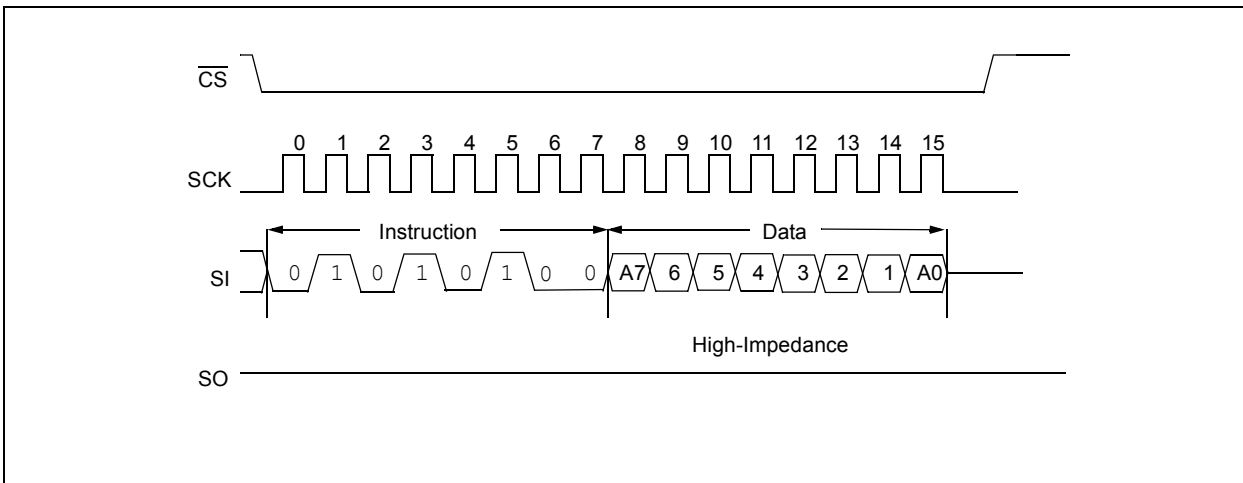 CS
0 1 2 3 4 5 6 7 8 9 10 11 12 13 14 15
SCK
Instruction Data
SI 0 1 0 1 0 1 0 0 A7 6 5 4 3 2 1 A0
High-Impedance
SO